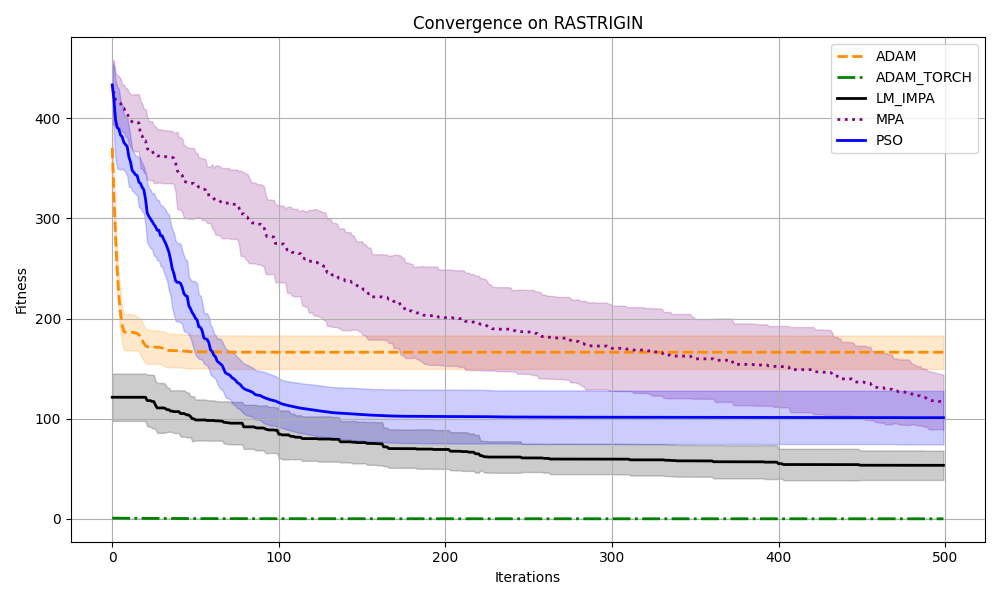 Convergence on RASTRIGIN
Fitness
400
300
200
100
0
0 100 200 300 400 500
Iterations
ADAM
ADAM_TORCH
LM_IMPA
MPA
PSO